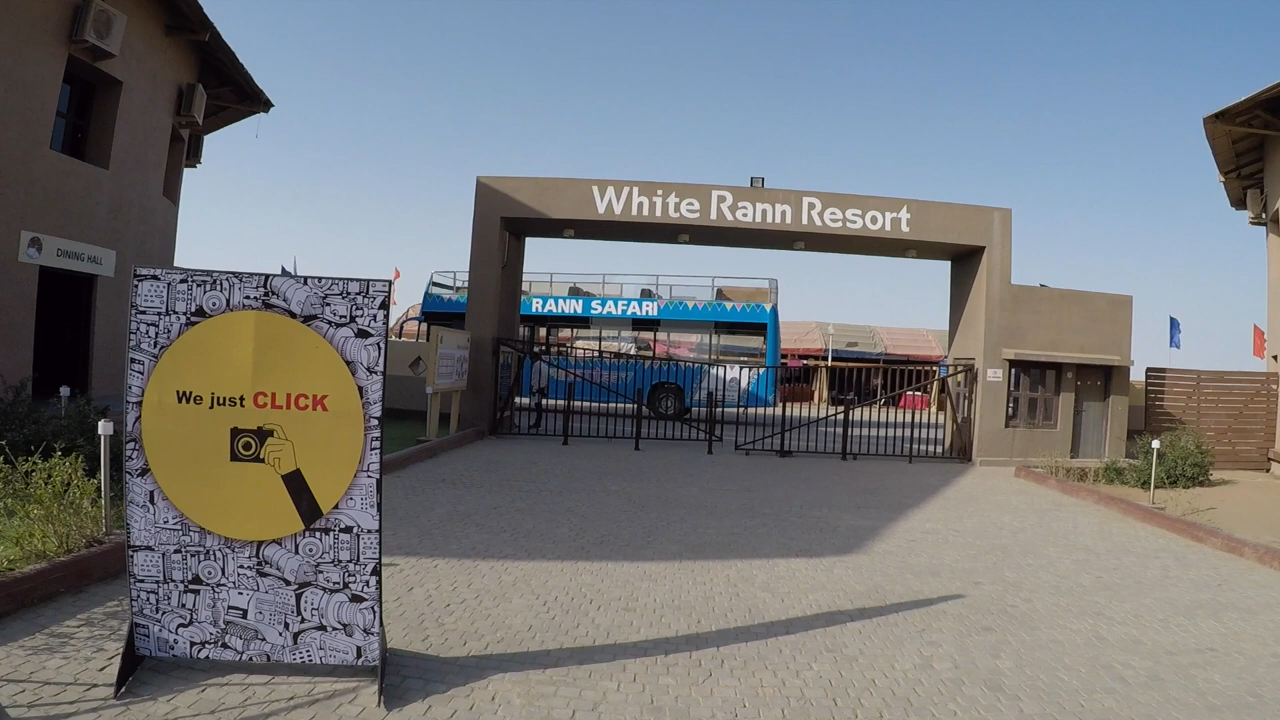 White Rann Resort
RANN SAFARI
DINING HALL
We just CLICK